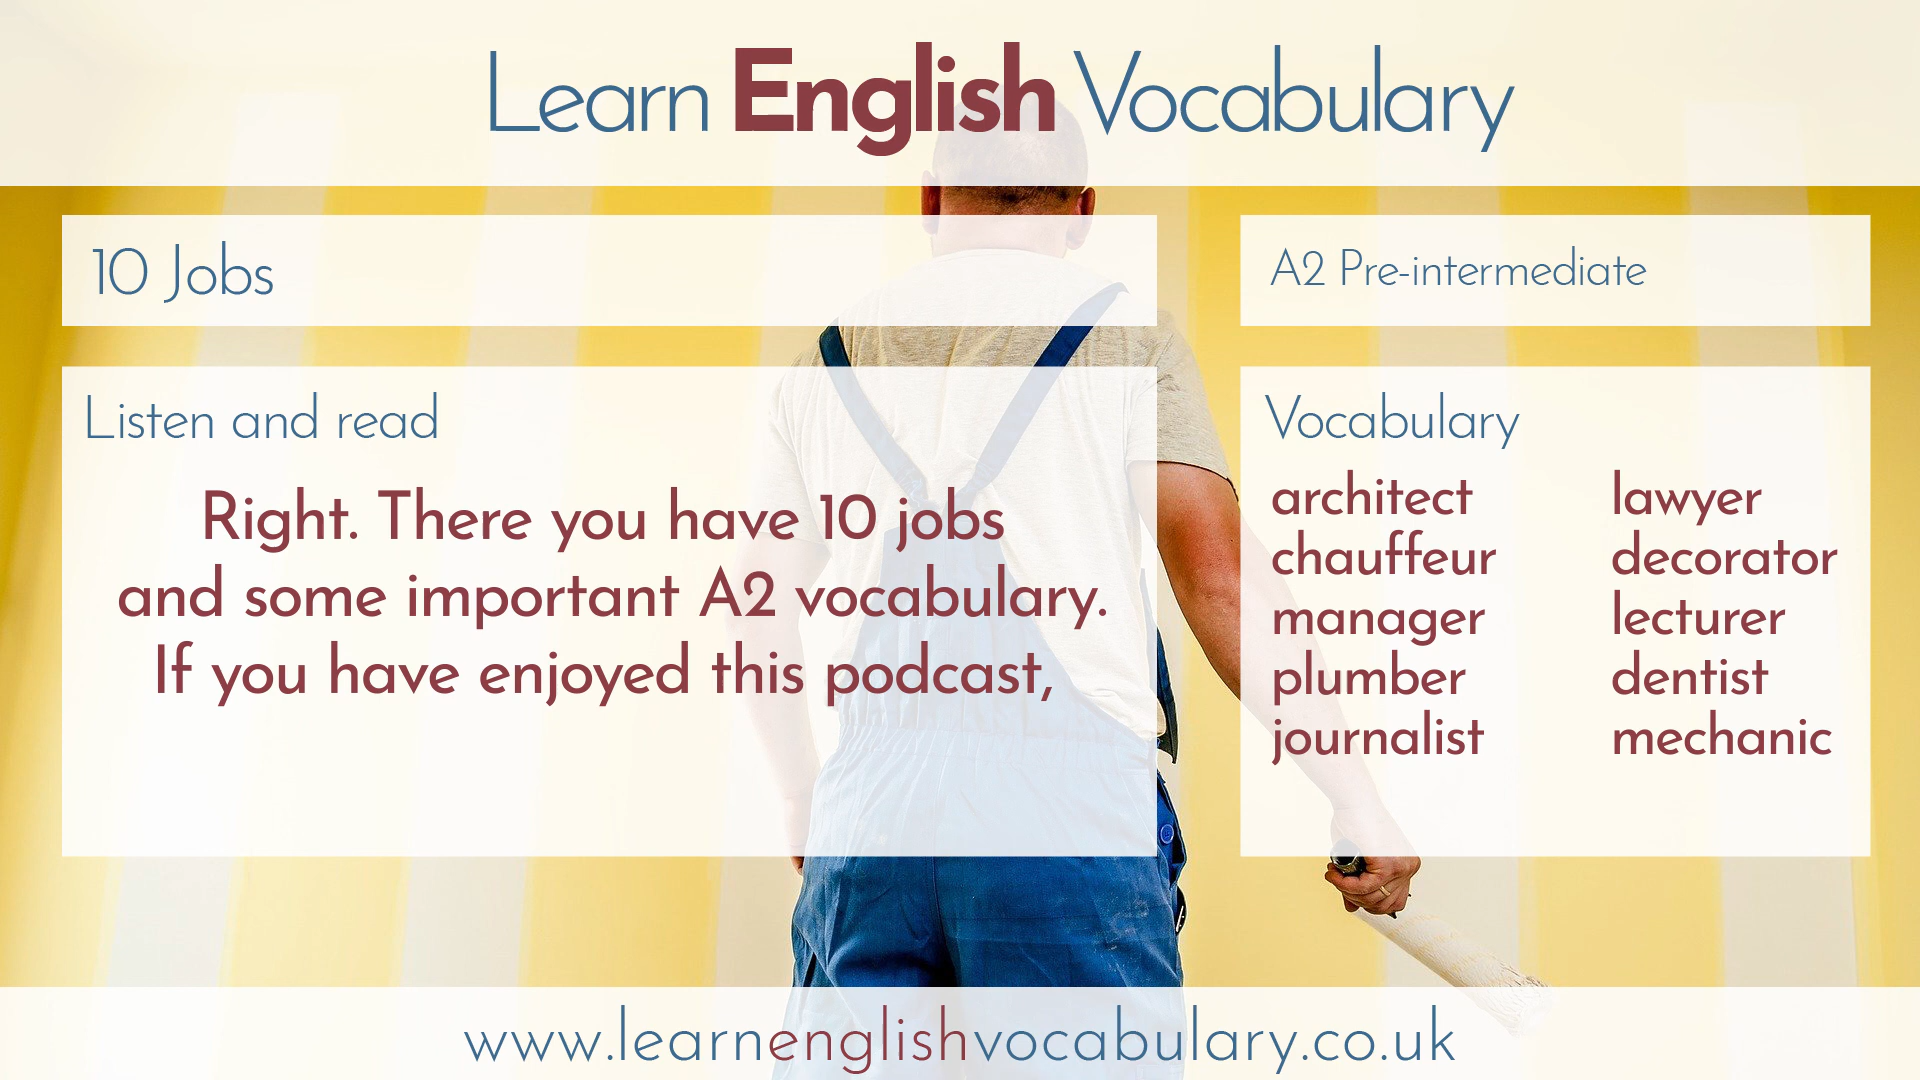 Learn English Vocabulary
10 Jobs
A2 Pre-intermediate
Listen and read
Right. There you have 10 jobs
and some important A2 vocabulary.
If you have enjoyed this podcast,
Vocabulary
architect
chauffeur
manager
plumber
journalist
lawyer
decorator
lecturer
dentist
mechanic
www.learnenglishvocabulary.co.uk